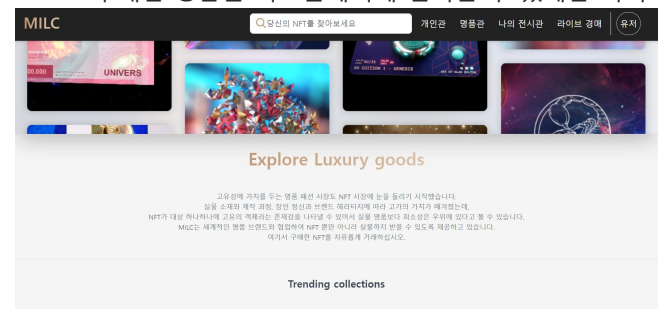 MILC
당신의 NFT를 찾아보세요
개인관 명품관 나의 전시관 라이브 경매 유저
00.000 UNIVERS
EDITION 1 - GENESIS
Explore Luxury goods
고유성에 가치를 두는 명품 패션 시장도 NFT 시장에 눈을 돌리기 시작했습니다.
실물 소재와 제작 과정, 장인 정신과 브랜드 헤리티지에 따라 고가의 가치가 매겨졌는데,
NFT가 대상 하나하나에 고유의 객체라는 존재감을 나타낼 수 있어서 실물 명품보다 희소성은 우위에 있다고 볼 수 있습니다.
MILC는 세계적인 명품 브랜드와 협업하여 NFT 뿐만 아니라 실물까지 받을 수 있도록 제공하고 있습니다.
여기서 구매한 NFT를 자유롭게 거래하십시오.
Trending collections